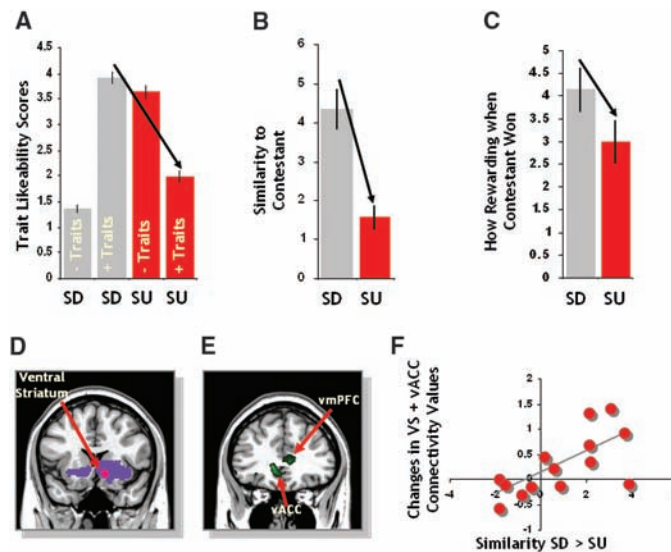 A
Trait Likeability Scores
4.5
4
3.5
3
2.5
2
1.5
1
0.5
0
- Traits
+ Traits
- Traits
+ Traits
SD
SD
SU
SU
B
Similarity to
Contestant
6
5
4
3
2
1
0
SD
SU
C
How Rewarding when
Contestant Won
5
4.5
4
3.5
3
2.5
2
1.5
1
0.5
0
SD
SU
D
Ventral
Striatum
E
vmPFC
vACC
F
Changes in VS + vACC
Connectivity Values
2
1.5
1
0.5
0
-0.5
-1
-4
-2
0
2
4
6
Similarity SD > SU